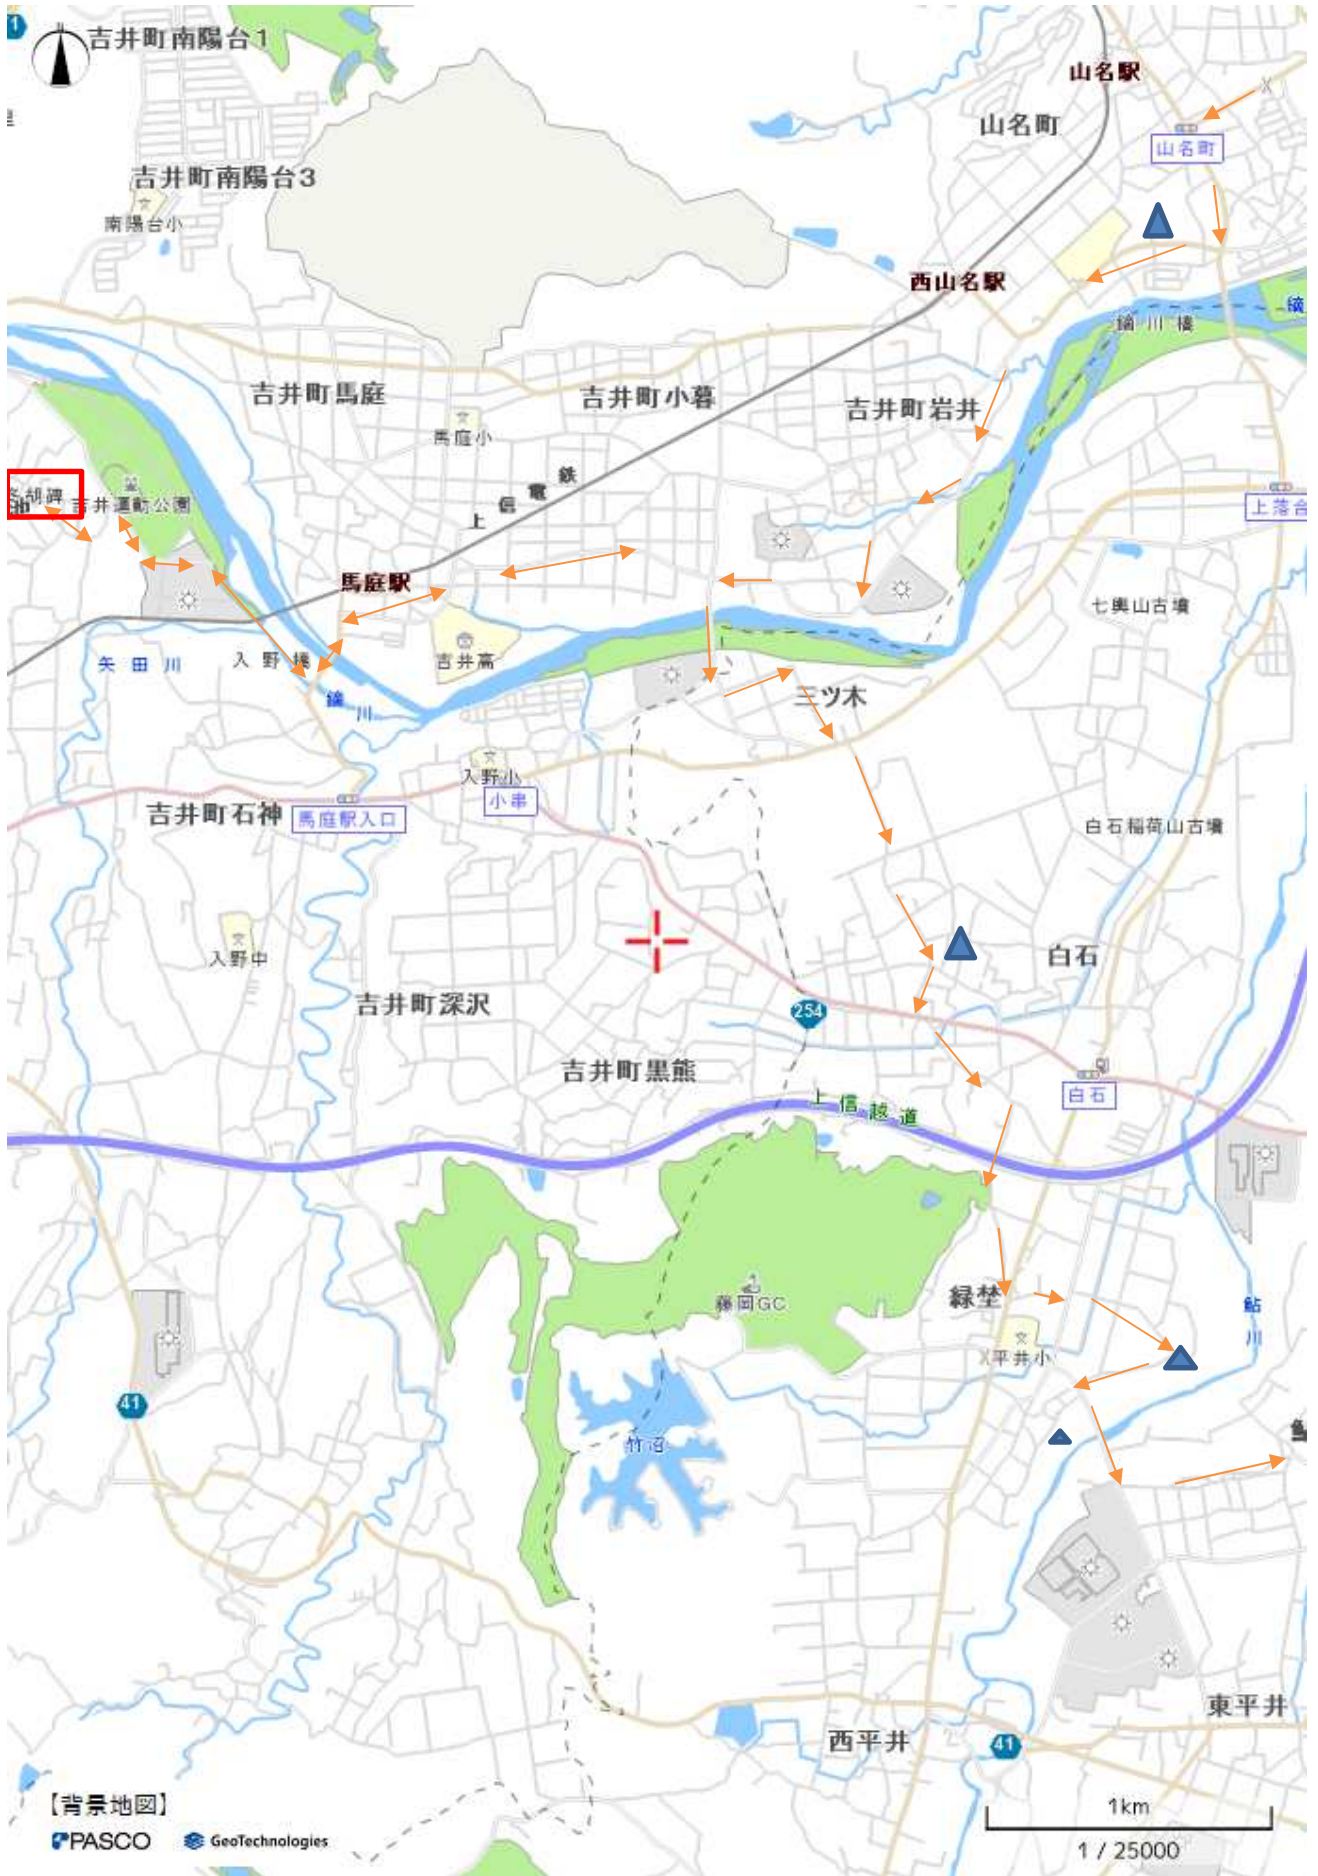 吉井町南陽台1
山名駅
山名町
山名町
吉井町南陽台3
南陽台小
西山名駅
鏑
鏑川橋
吉井町馬庭
吉井町小暮
吉井町岩井
馬庭小
上信電鉄
胡碑
吉井運動公園
上落合
馬庭駅
七輿山古墳
矢田川
入野橋
吉井高
鏑川
三ツ木
入野小
小串
吉井町石神
馬庭駅入口
白石稲荷山古墳
入野中
白石
吉井町深沢
254
吉井町黒熊
白石
上信越道
緑埜
藤岡GC
鮎川
平井小
41
竹沼
東平井
西平井
41
【背景地図】
PASCO
GeoTechnologies
1km
1 / 25000